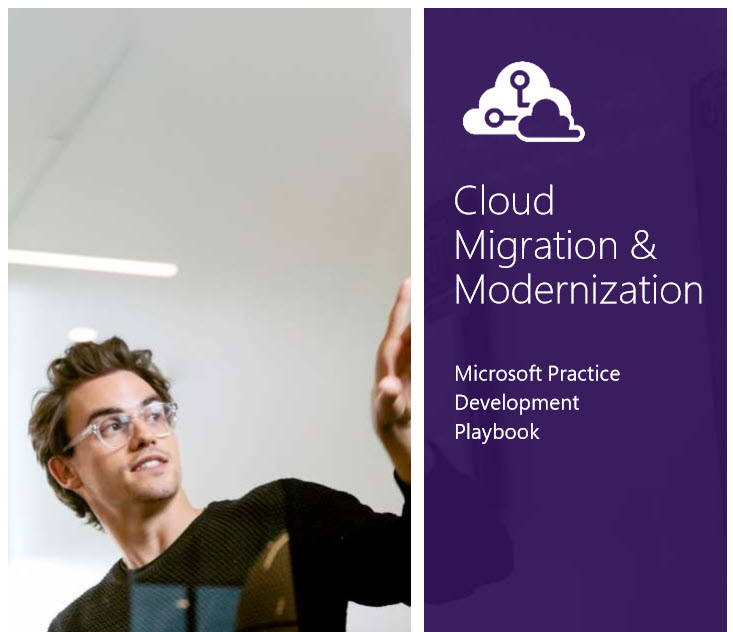 Cloud
Migration &
Modernization
Microsoft Practice
Development
Playbook